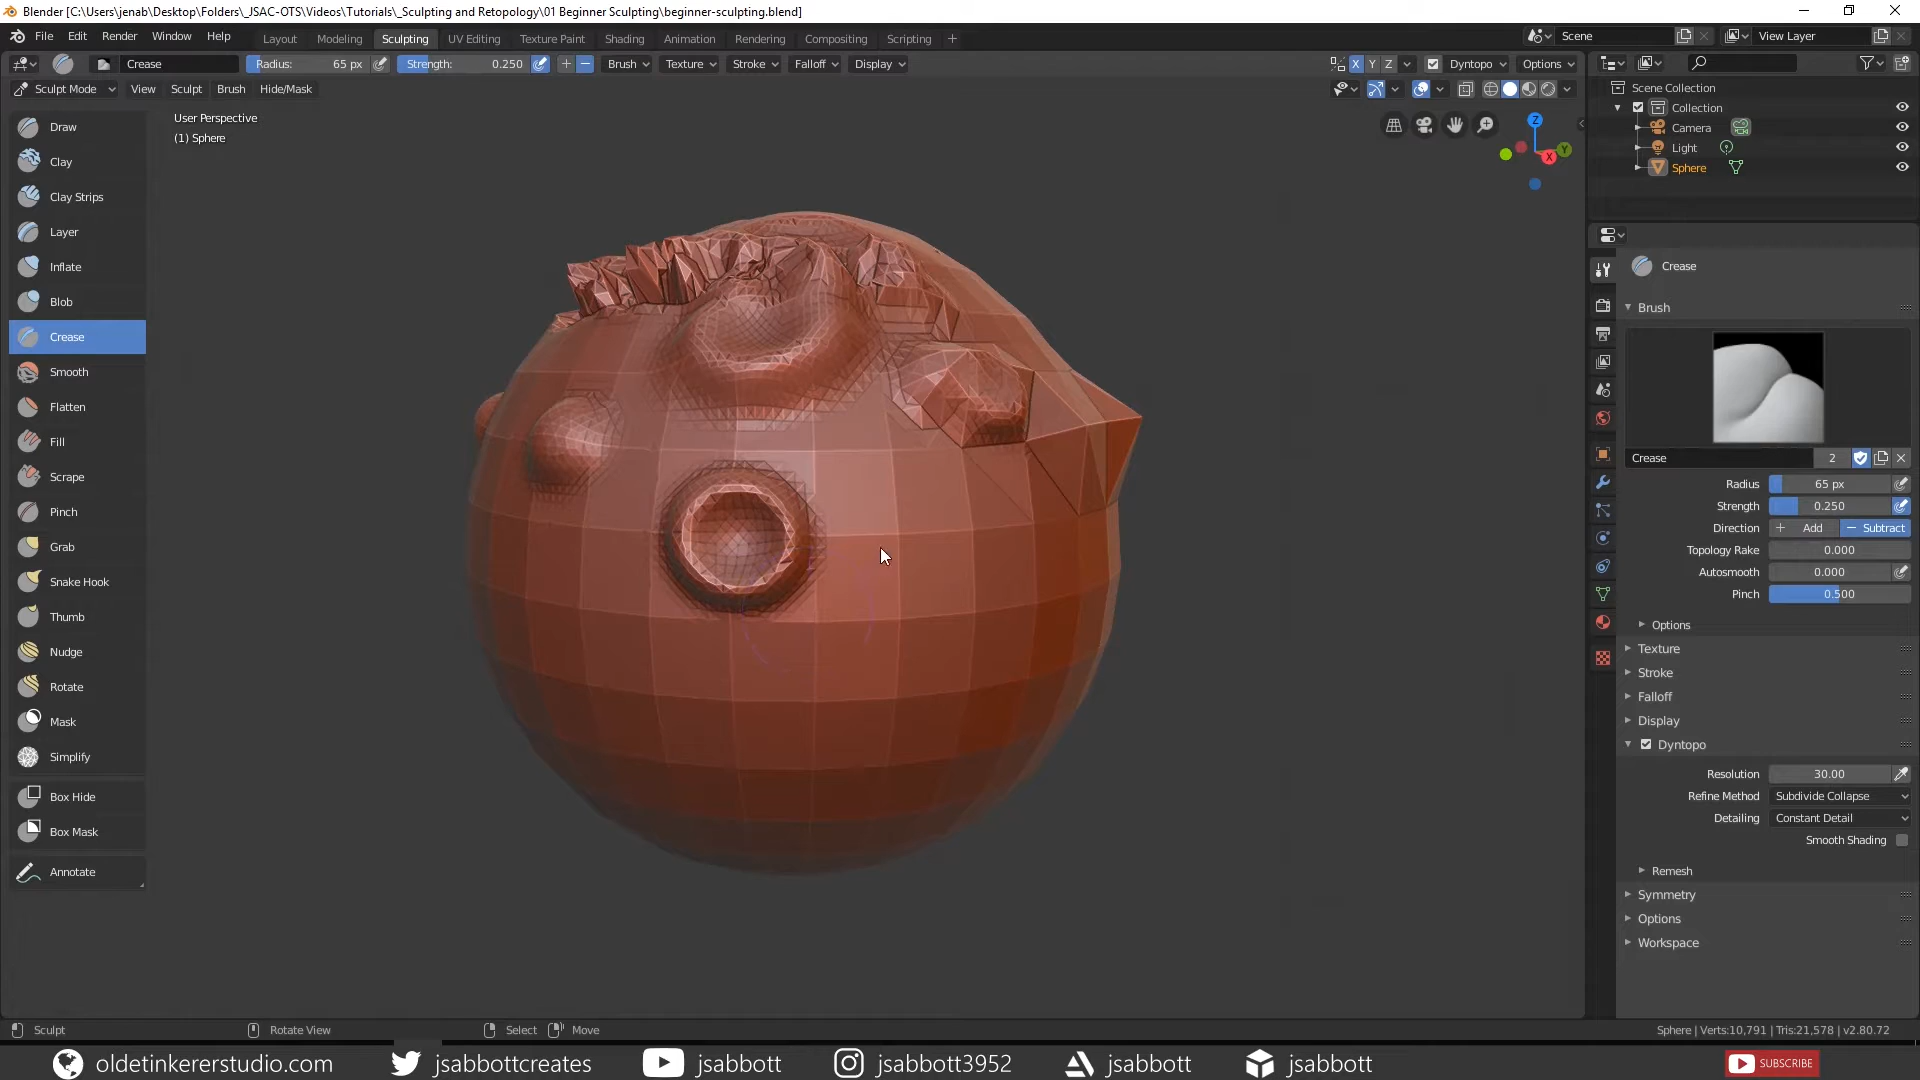 Blender [C:\Users\jenab\Desktop\Folders\_JSAC-OTS\Videos\Tutorials\_Sculpting and Retopology\01 Beginner Sculpting\beginner-sculpting.blend]
File Edit Render Window Help Layout Modeling Sculpting UV Editing Texture Paint Shading Animation Rendering Compositing Scripting + Scene View Layer
Crease Radius: 65 px Strength: 0.250 Brush Texture Stroke Falloff Display X Y Z Dyntopo Options
Sculpt Mode View Sculpt Brush Hide/Mask
User Perspective
(1) Sphere
Z
X
Y
Draw
Clay
Clay Strips
Layer
Inflate
Blob
Crease
Smooth
Flatten
Fill
Scrape
Pinch
Grab
Snake Hook
Thumb
Nudge
Rotate
Mask
Simplify
Box Hide
Box Mask
Annotate
Scene Collection
Collection
Camera
Light
Sphere
Crease
Brush
Crease 2
Radius 65 px
Strength 0.250
Direction + Add − Subtract
Topology Rake 0.000
Autosmooth 0.000
Pinch 0.500
Options
Texture
Stroke
Falloff
Display
Dyntopo
Resolution 30.00
Refine Method Subdivide Collapse
Detailing Constant Detail
Smooth Shading
Remesh
Symmetry
Options
Workspace
Sculpt Rotate View Select Move Sphere | Verts:10,791 | Tris:21,578 | v2.80.72
oldetinkererstudio.com jsabbottcreates jsabbott jsabbott3952 jsabbott jsabbott SUBSCRIBE